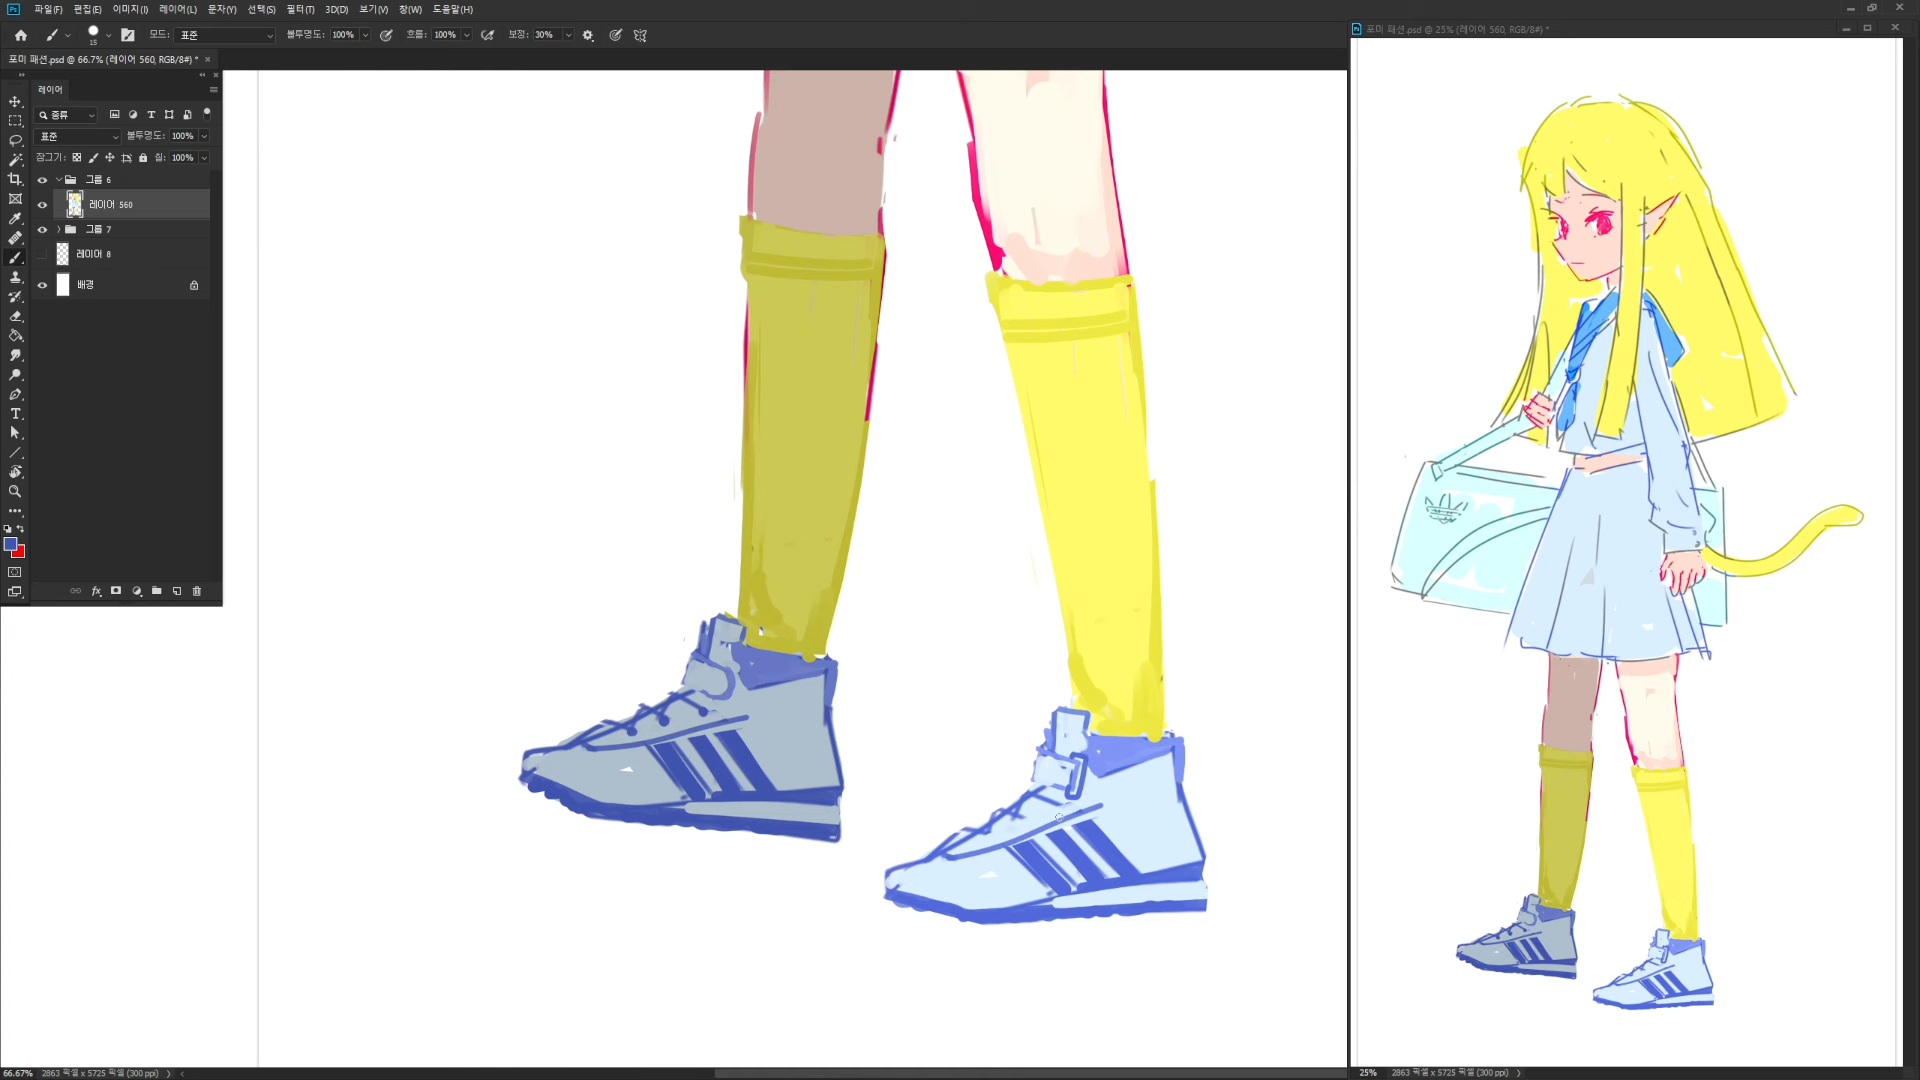 파일(F) 편집(E) 이미지(I) 레이어(L) 문자(Y) 선택(S) 필터(T) 3D(D) 보기(V) 창(W) 도움말(H)
15 모드: 표준 불투명도: 100% 흐름: 100% 보정: 30%
포미 패션.psd @ 66.7% (레이어 560, RGB/8#) *
포미 패션.psd @ 25% (레이어 560, RGB/8#) *
레이어
종류
표준 불투명도: 100%
잠그기: 칠: 100%
그룹 6
레이어 560
그룹 7
레이어 8
배경
66.67% 2863 픽셀 x 5725 픽셀 (300 ppi)
25% 2863 픽셀 x 5725 픽셀 (300 ppi)